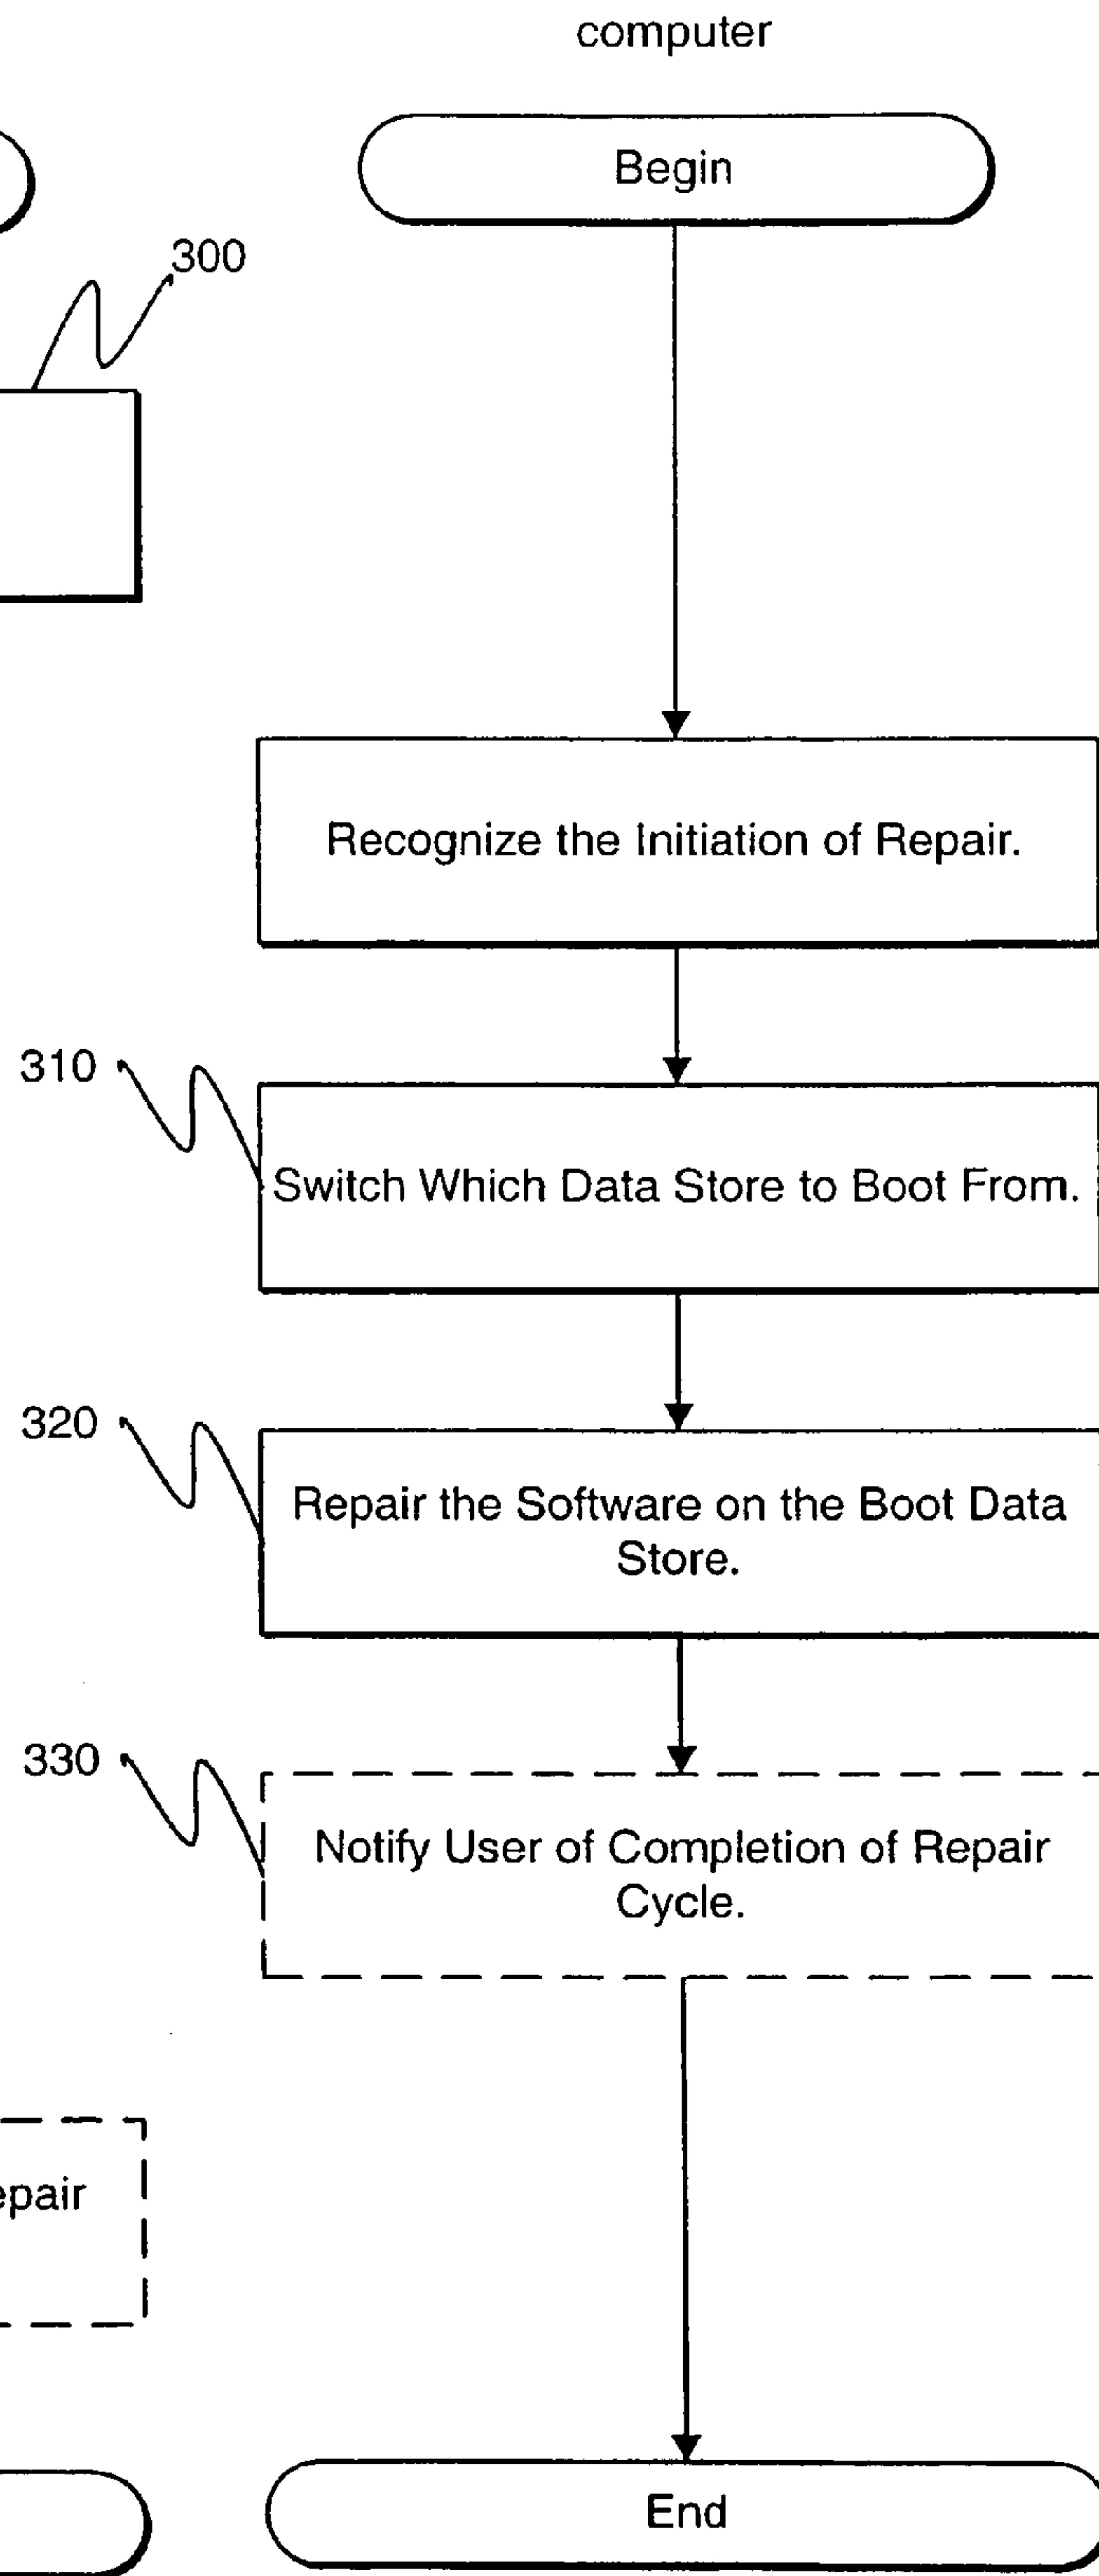 computer
Begin
300
Recognize the Initiation of Repair.
310
Switch Which Data Store to Boot From.
320
Repair the Software on the Boot Data
Store.
330
Notify User of Completion of Repair
Cycle.
epair
End